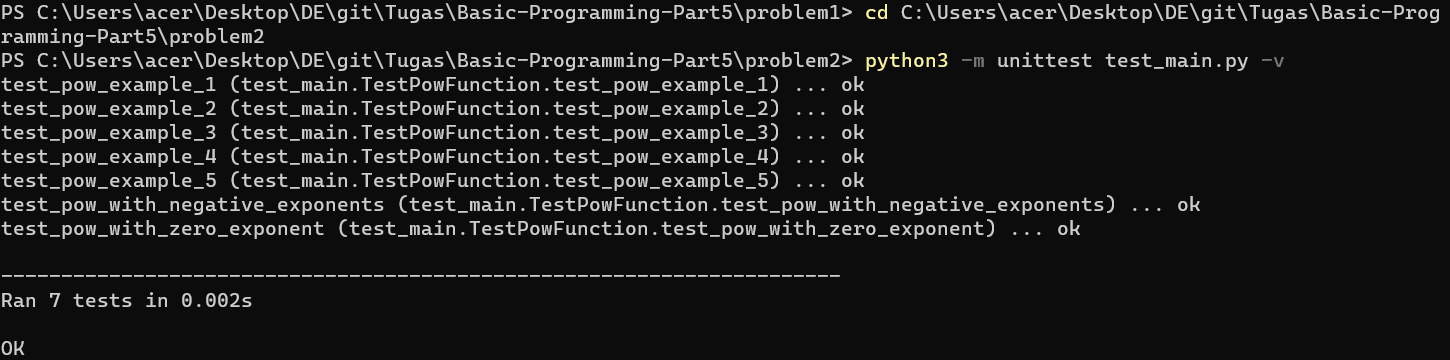 PS C:\Users\acer\Desktop\DE\git\Tugas\Basic-Programming-Part5\problem1> cd C:\Users\acer\Desktop\DE\git\Tugas\Basic-Prog
ramming-Part5\problem2
PS C:\Users\acer\Desktop\DE\git\Tugas\Basic-Programming-Part5\problem2> python3 -m unittest test_main.py -v
test_pow_example_1 (test_main.TestPowFunction.test_pow_example_1) ... ok
test_pow_example_2 (test_main.TestPowFunction.test_pow_example_2) ... ok
test_pow_example_3 (test_main.TestPowFunction.test_pow_example_3) ... ok
test_pow_example_4 (test_main.TestPowFunction.test_pow_example_4) ... ok
test_pow_example_5 (test_main.TestPowFunction.test_pow_example_5) ... ok
test_pow_with_negative_exponents (test_main.TestPowFunction.test_pow_with_negative_exponents) ... ok
test_pow_with_zero_exponent (test_main.TestPowFunction.test_pow_with_zero_exponent) ... ok
----------------------------------------------------------------------
Ran 7 tests in 0.002s
OK